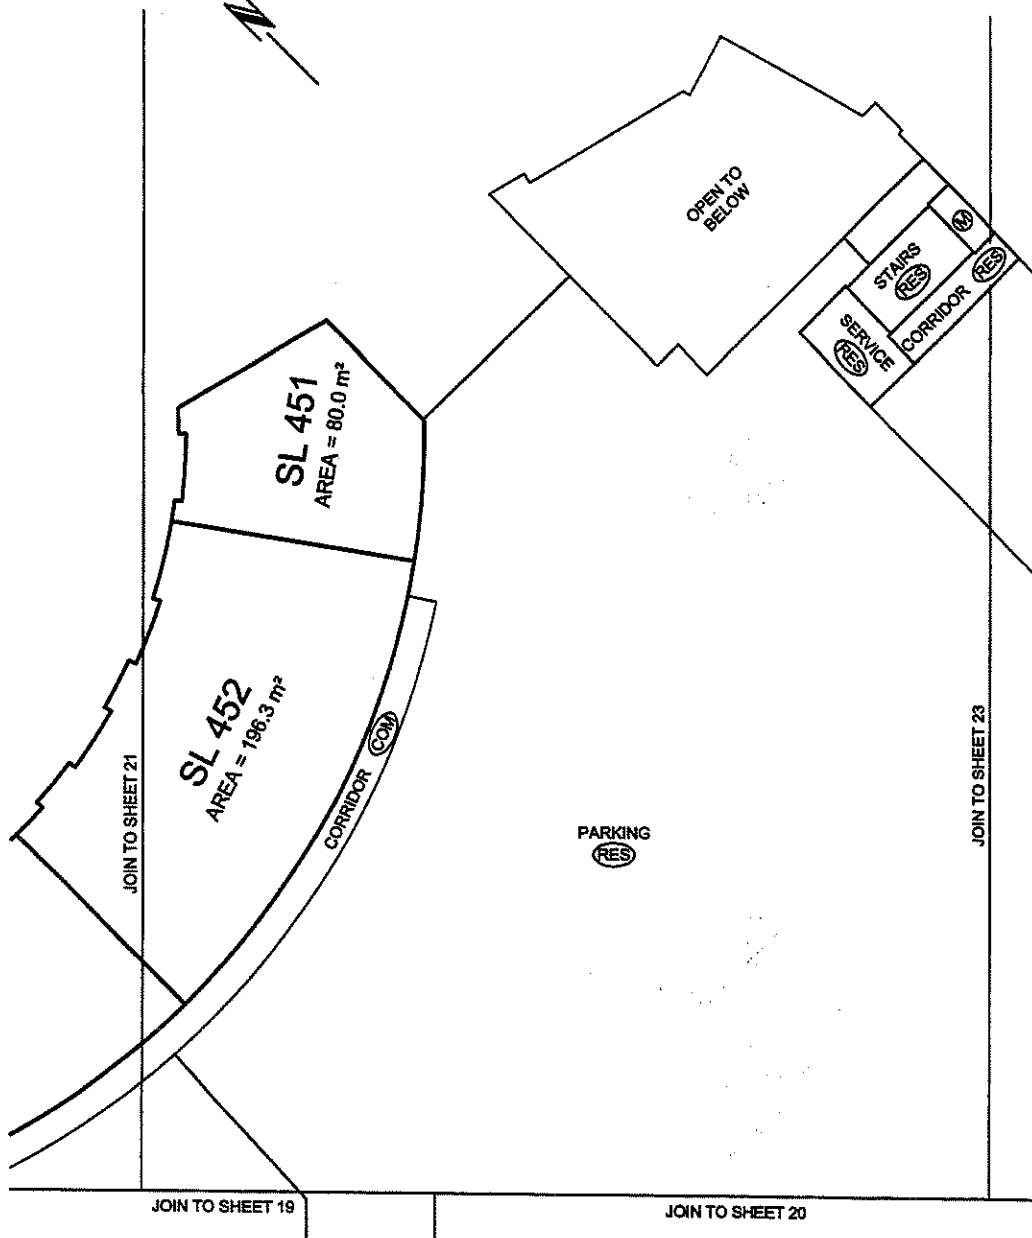 N
OPEN TO
BELOW
M
STAIRS
RES
CORRIDOR RES
SERVICE
RES
SL 451
AREA = 80.0 m²
SL 452
AREA = 196.3 m²
CORRIDOR COM
PARKING
RES
JOIN TO SHEET 21
JOIN TO SHEET 23
JOIN TO SHEET 19
JOIN TO SHEET 20